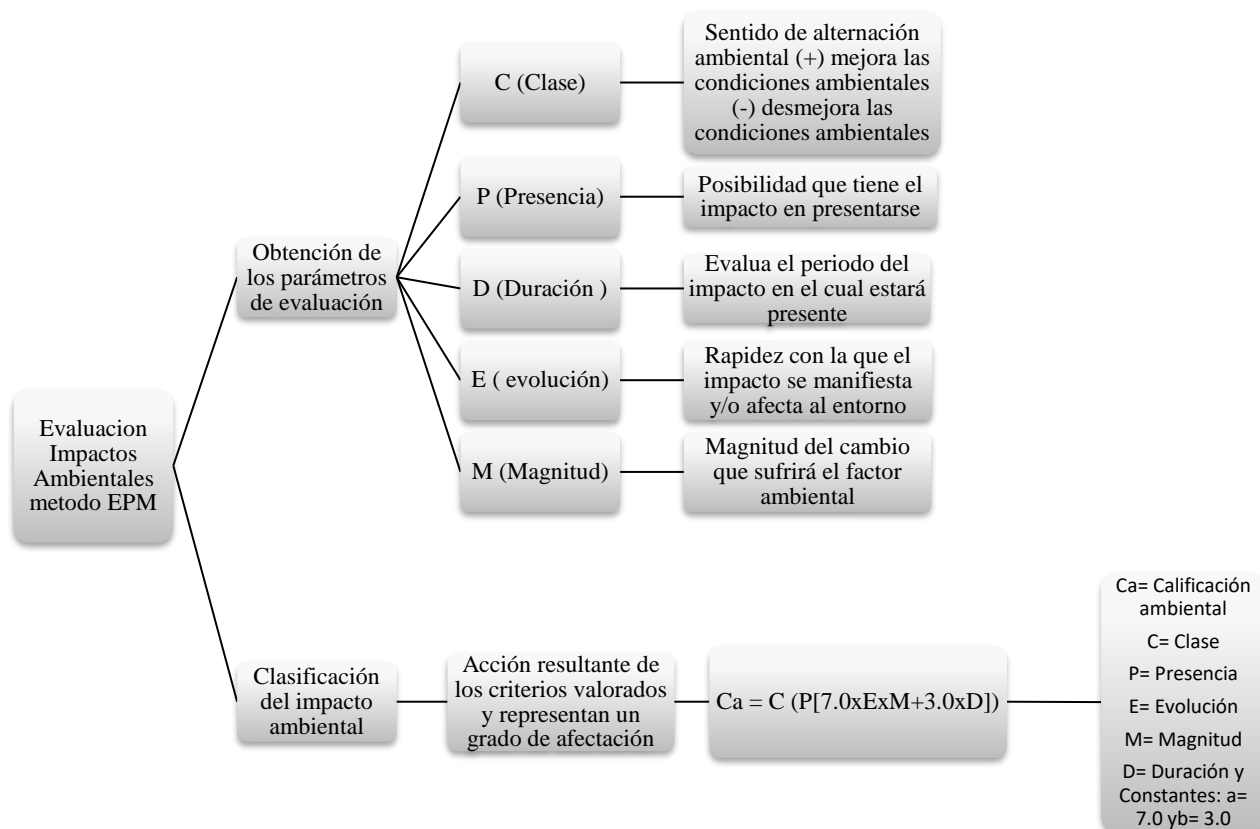 Evaluacion
Impactos
Ambientales
metodo EPM
Obtención de
los parámetros
de evaluación
C (Clase)
Sentido de alternación
ambiental (+) mejora las
condiciones ambientales
(-) desmejora las
condiciones ambientales
P (Presencia)
Posibilidad que tiene el
impacto en presentarse
D (Duración )
Evalua el periodo del
impacto en el cual estará
presente
E ( evolución)
Rapidez con la que el
impacto se manifiesta
y/o afecta al entorno
M (Magnitud)
Magnitud del cambio
que sufrirá el factor
ambiental
Clasificación
del impacto
ambiental
Acción resultante de
los criterios valorados
y representan un
grado de afectación
Ca = C (P[7.0xExM+3.0xD])
Ca= Calificación
ambiental
C= Clase
P= Presencia
E= Evolución
M= Magnitud
D= Duración y
Constantes: a=
7.0 yb= 3.0